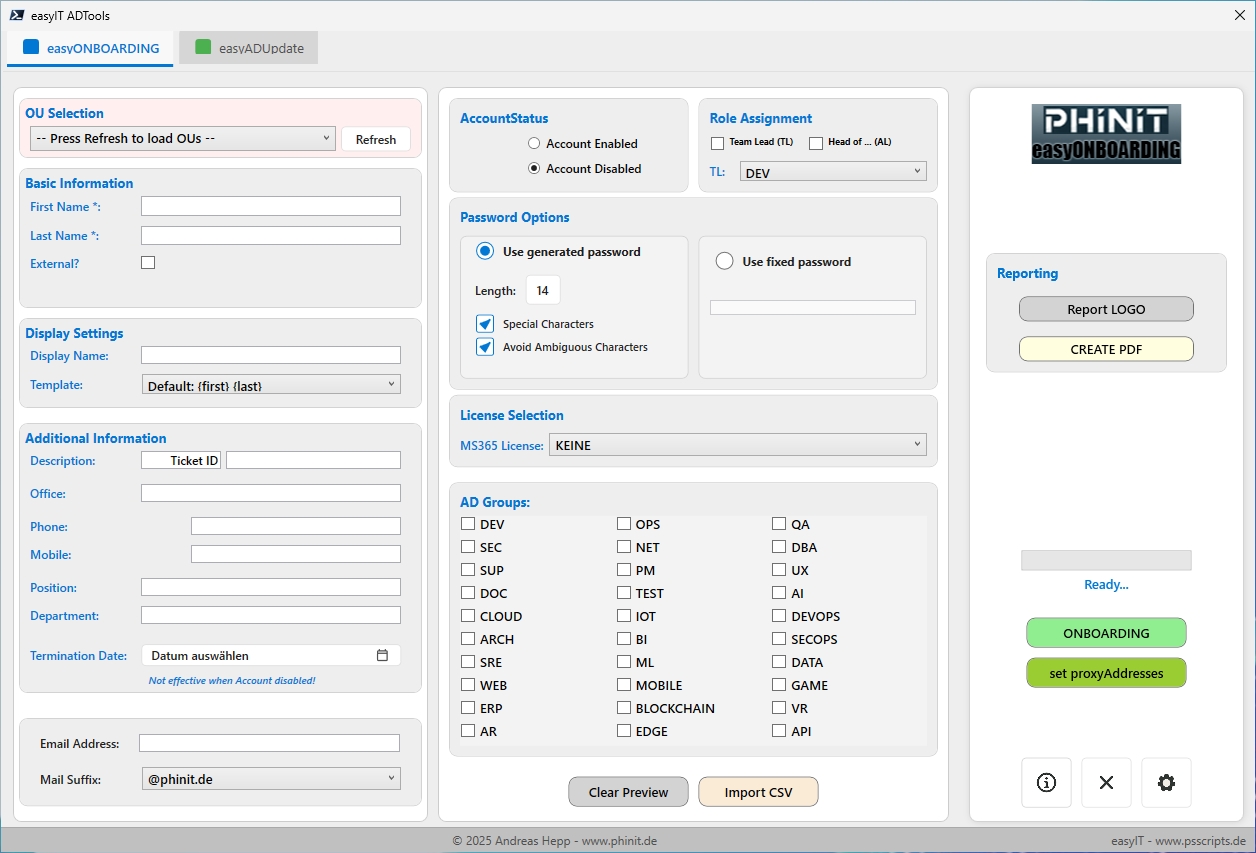 easyIT ADTools
easyONBOARDING
easyADUpdate
OU Selection
-- Press Refresh to load OUs --
Refresh
Basic Information
First Name *:
Last Name *:
External?
Display Settings
Display Name:
Template:
Default: {first} {last}
Additional Information
Description:
Ticket ID
Office:
Phone:
Mobile:
Position:
Department:
Termination Date:
Datum auswählen
Not effective when Account disabled!
Email Address:
Mail Suffix:
@phinit.de
AccountStatus
Account Enabled
Account Disabled
Role Assignment
Team Lead (TL)
Head of ... (AL)
TL:
DEV
Password Options
Use generated password
Length:
14
Special Characters
Avoid Ambiguous Characters
Use fixed password
License Selection
MS365 License:
KEINE
AD Groups:
DEV OPS QA
SEC NET DBA
SUP PM UX
DOC TEST AI
CLOUD IOT DEVOPS
ARCH BI SECOPS
SRE ML DATA
WEB MOBILE GAME
ERP BLOCKCHAIN VR
AR EDGE API
Clear Preview
Import CSV
PHiNiT
easyONBOARDING
Reporting
Report LOGO
CREATE PDF
Ready...
ONBOARDING
set proxyAddresses
© 2025 Andreas Hepp - www.phinit.de
easyIT - www.psscripts.de